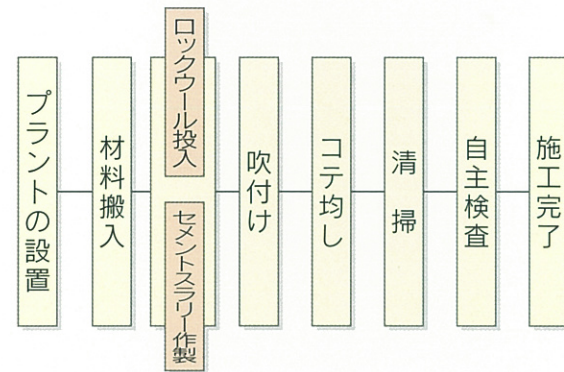 プラントの設置
材料搬入
ロックウール投入
セメントスラリー作製
吹付け
コテ均し
清掃
自主検査
施工完了